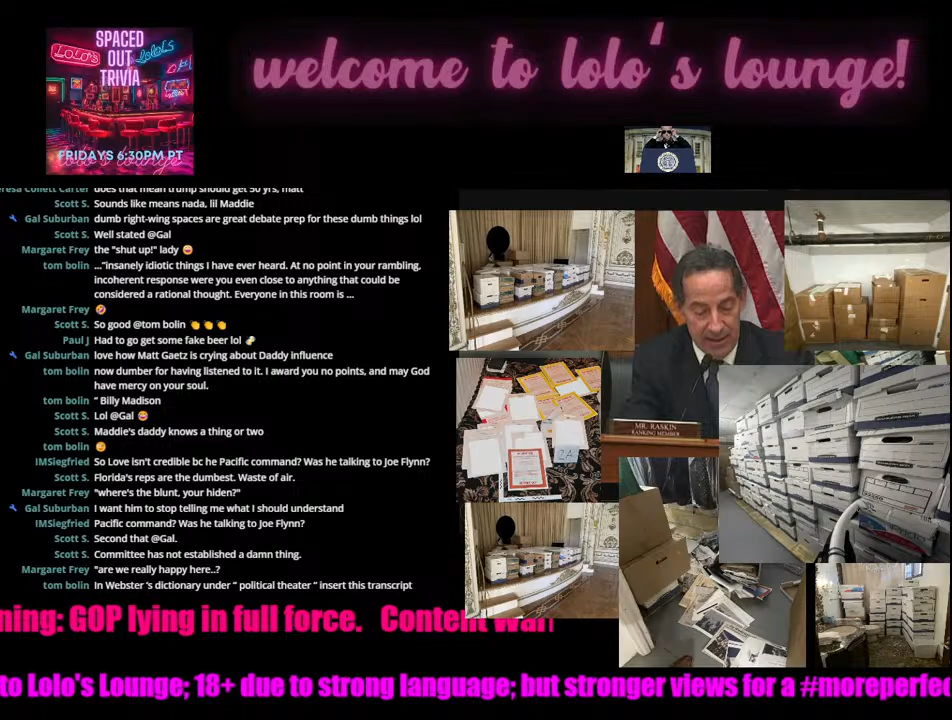 SPACED
OUT
TRIVIA
LOLO'S
LOLOLS
FRIDAYS 6:30PM PT
lolo's lounge
welcome to lolo's lounge!
eresa Collett Carter does that mean trump should get 50 yrs, matt
Scott S. Sounds like means nada, lil Maddie
Gal Suburban dumb right-wing spaces are great debate prep for these dumb things lol
Scott S. Well stated @Gal
Margaret Frey the "shut up!" lady 😄
tom bolin ..."insanely idiotic things I have ever heard. At no point in your rambling,
incoherent response were you even close to anything that could be
considered a rational thought. Everyone in this room is ...
Margaret Frey 🤣
Scott S. So good @tom bolin 👏👏👏
Paul J Had to go get some fake beer lol
Gal Suburban love how Matt Gaetz is crying about Daddy influence
tom bolin now dumber for having listened to it. I award you no points, and may God
have mercy on your soul.
tom bolin " Billy Madison
Scott S. Lol @Gal
Scott S. Maddie's daddy knows a thing or two
tom bolin
IMSiegfried So Love isn't credible bc he Pacific command? Was he talking to Joe Flynn?
Scott S. Florida's reps are the dumbest. Waste of air.
Margaret Frey "where's the blunt, your hiden?"
Gal Suburban I want him to stop telling me what I should understand
IMSiegfried Pacific command? Was he talking to Joe Flynn?
Scott S. Second that @Gal.
Scott S. Committee has not established a damn thing.
Margaret Frey "are we really happy here..?
tom bolin In Webster 's dictionary under " political theater " insert this transcript
MR. RASKIN
RANKING MEMBER
2A
ning: GOP lying in full force. Content Warn
to Lolo's Lounge; 18+ due to strong language; but stronger views for a #moreperfec